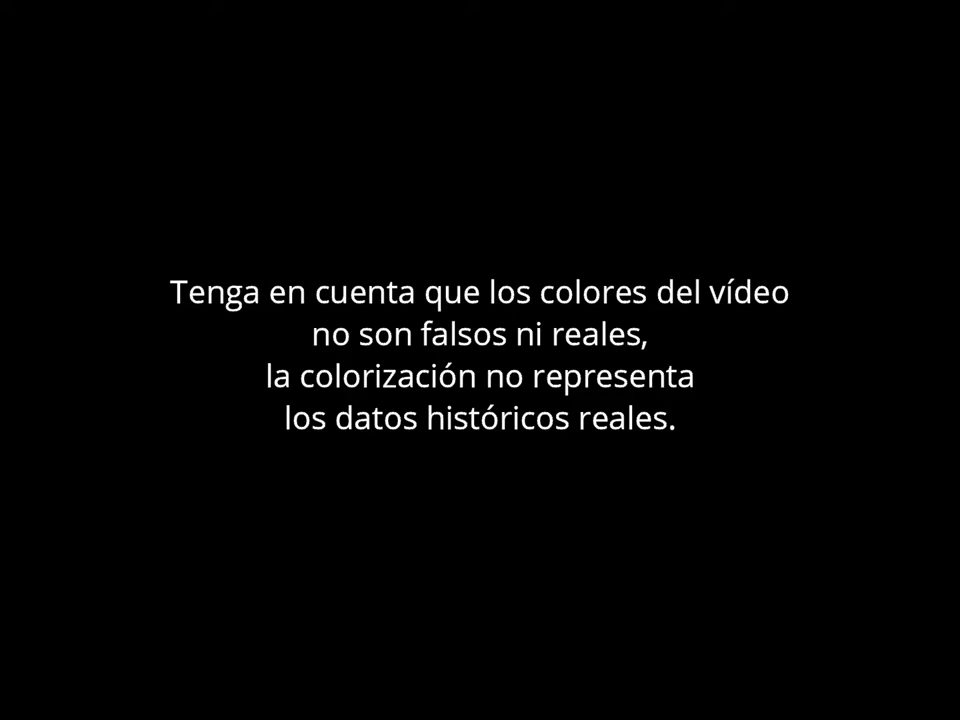 Tenga en cuenta que los colores del vídeo
no son falsos ni reales,
la colorización no representa
los datos históricos reales.